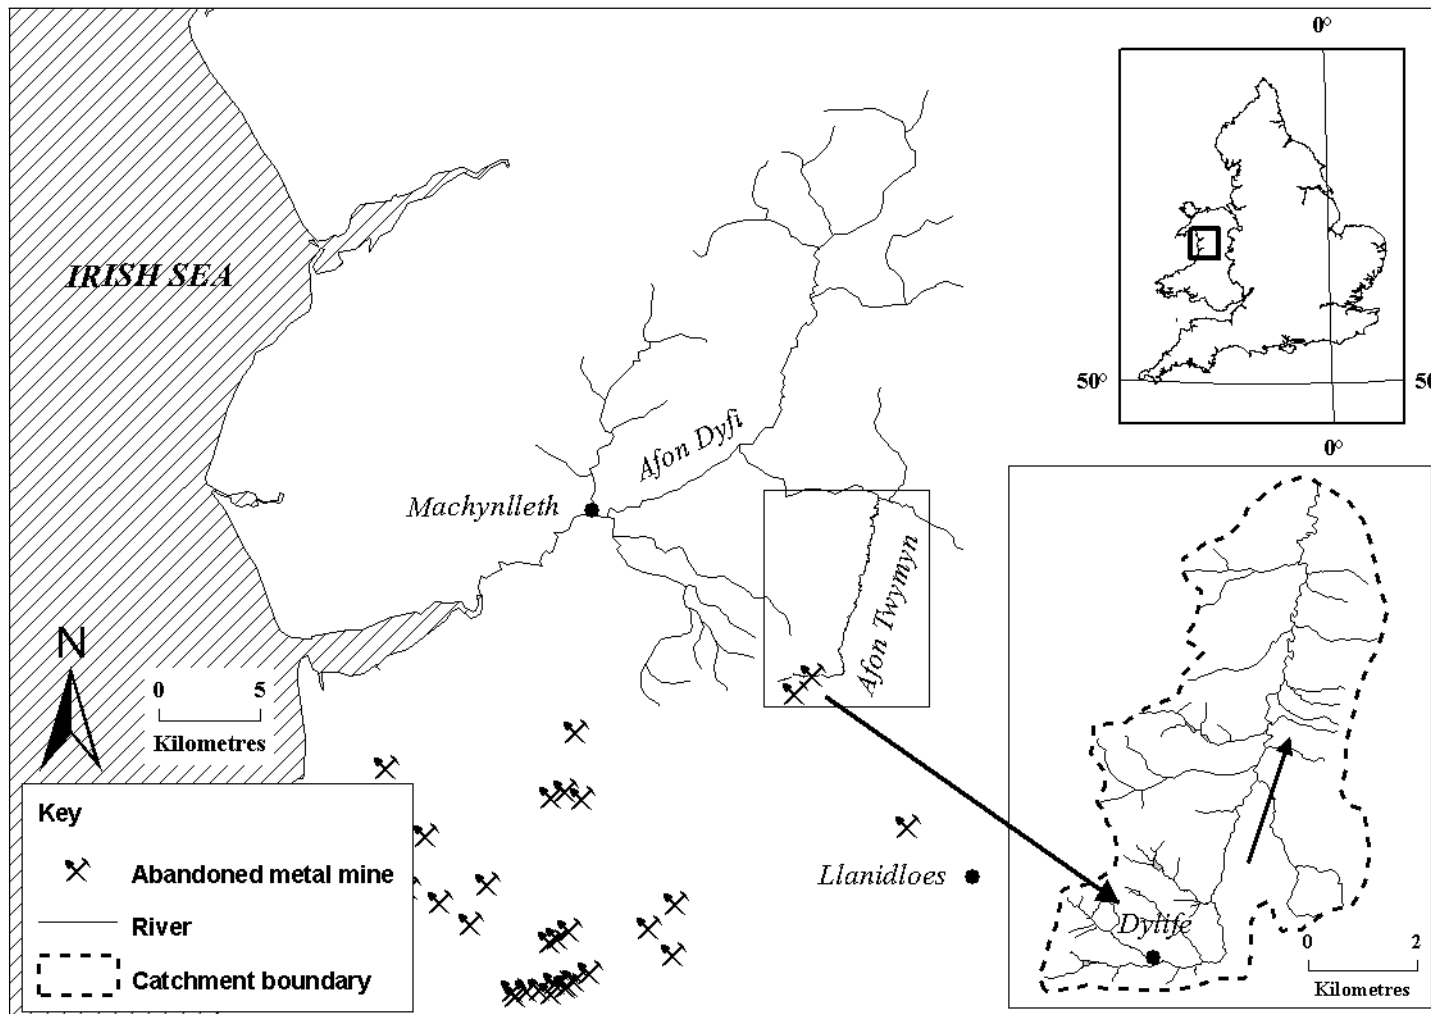 0°
IRISH SEA
50°
50
Afon Dyfi
0°
Machynlleth
Afon Twymyn
N
0 5
Kilometres
Key
Abandoned metal mine
River
Catchment boundary
Llanidloes
Dylife
0 2
Kilometres